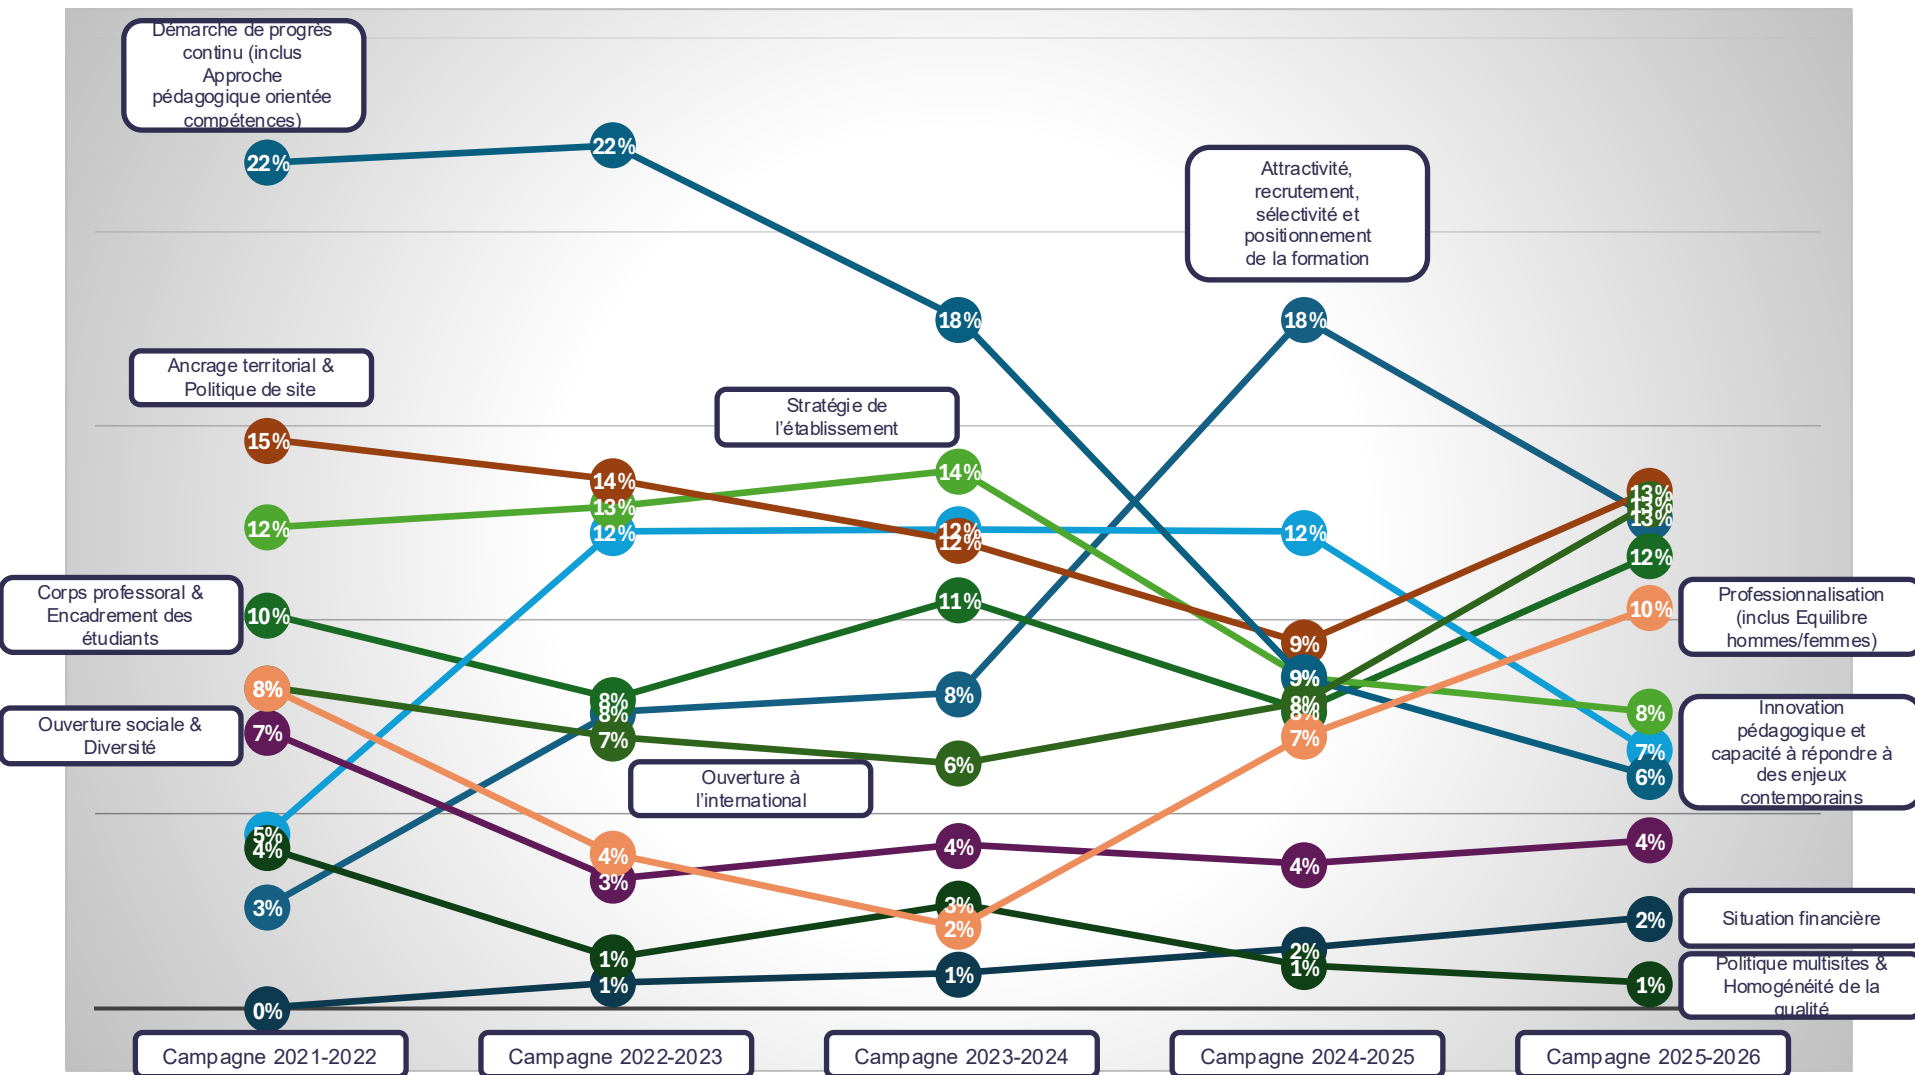 Démarche de progrès
continu (inclus
Approche
pédagogique orientée
compétences)
22%
22%
Attractivité,
recrutement,
sélectivité et
positionnement
de la formation
18%
18%
Ancrage territorial &
Politique de site
Stratégie de
l'établissement
15%
14%
14%
13%
13%
13%
13%
12%
12%
12%
12%
12%
12%
Corps professoral &
Encadrement des
étudiants
10%
11%
10%
Professionnalisation
(inclus Equilibre
hommes/femmes)
9%
9%
8%
8%
8%
8%
8%
8%
8%
Ouverture sociale &
Diversité
7%
7%
7%
7%
6%
6%
Innovation
pédagogique et
capacité à répondre à
des enjeux
contemporains
Ouverture à
l'international
5%
4%
4%
3%
4%
4%
4%
3%
3%
2%
2%
2%
Situation financière
1%
1%
1%
1%
1%
0%
Politique multisites &
Homogénéité de la
qualité
Campagne 2021-2022
Campagne 2022-2023
Campagne 2023-2024
Campagne 2024-2025
Campagne 2025-2026